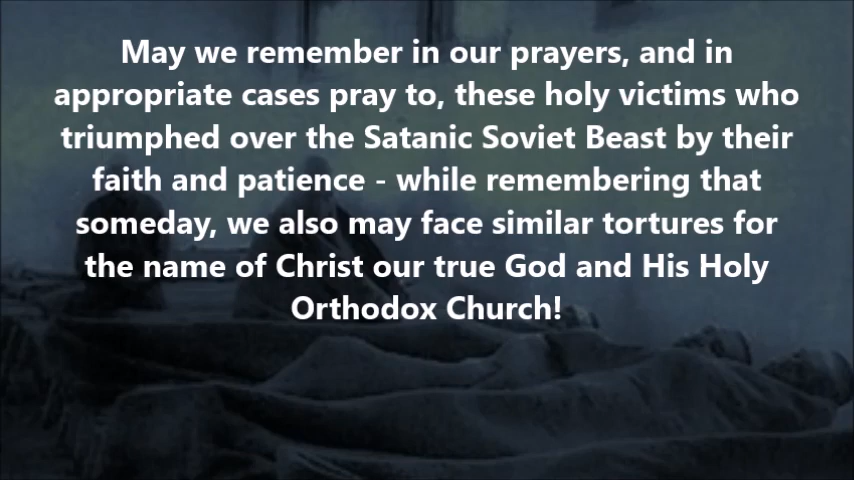 May we remember in our prayers, and in
appropriate cases pray to, these holy victims who
triumphed over the Satanic Soviet Beast by their
faith and patience - while remembering that
someday, we also may face similar tortures for
the name of Christ our true God and His Holy
Orthodox Church!